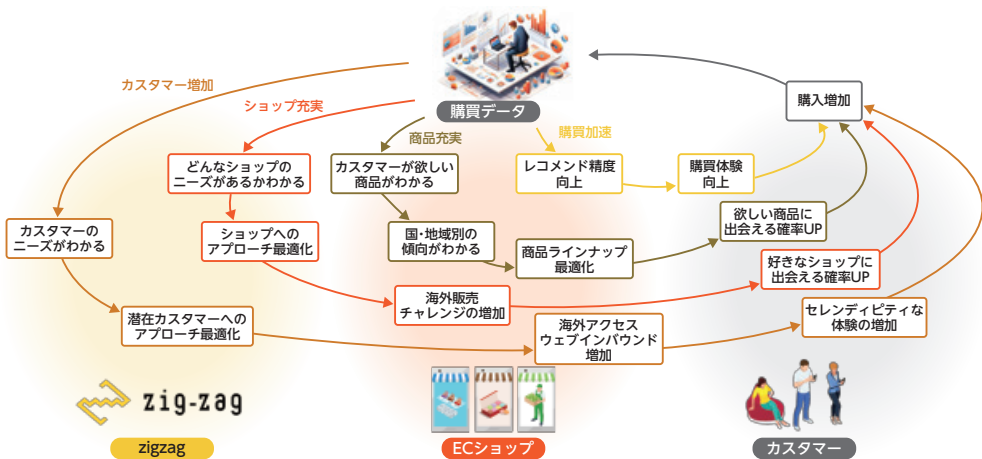 カスタマー増加
ショップ充実
購買データ
商品充実
購買加速
購入増加
どんなショップの
ニーズがあるかわかる
カスタマーが欲しい
商品がわかる
レコメンド精度
向上
購買体験
向上
カスタマーの
ニーズがわかる
ショップへの
アプローチ最適化
国・地域別の
傾向がわかる
商品ラインナップ
最適化
欲しい商品に
出会える確率UP
好きなショップに
出会える確率UP
潜在カスタマーへの
アプローチ最適化
海外販売
チャレンジの増加
海外アクセス
ウェブインバウンド
増加
セレンディピティな
体験の増加
zig-zag
zigzag
ECショップ
カスタマー